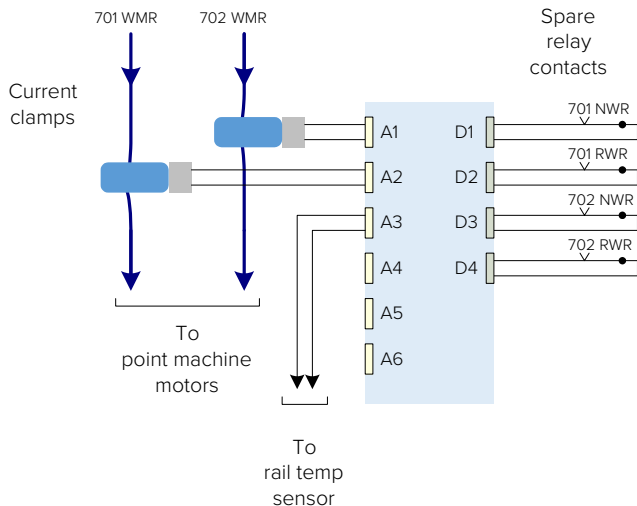 701 WMR
702 WMR
Spare
relay
contacts
Current
clamps
A1
D1
701 NWR
A2
D2
701 RWR
A3
D3
702 NWR
A4
D4
702 RWR
A5
A6
To
point machine
motors
To
rail temp
sensor